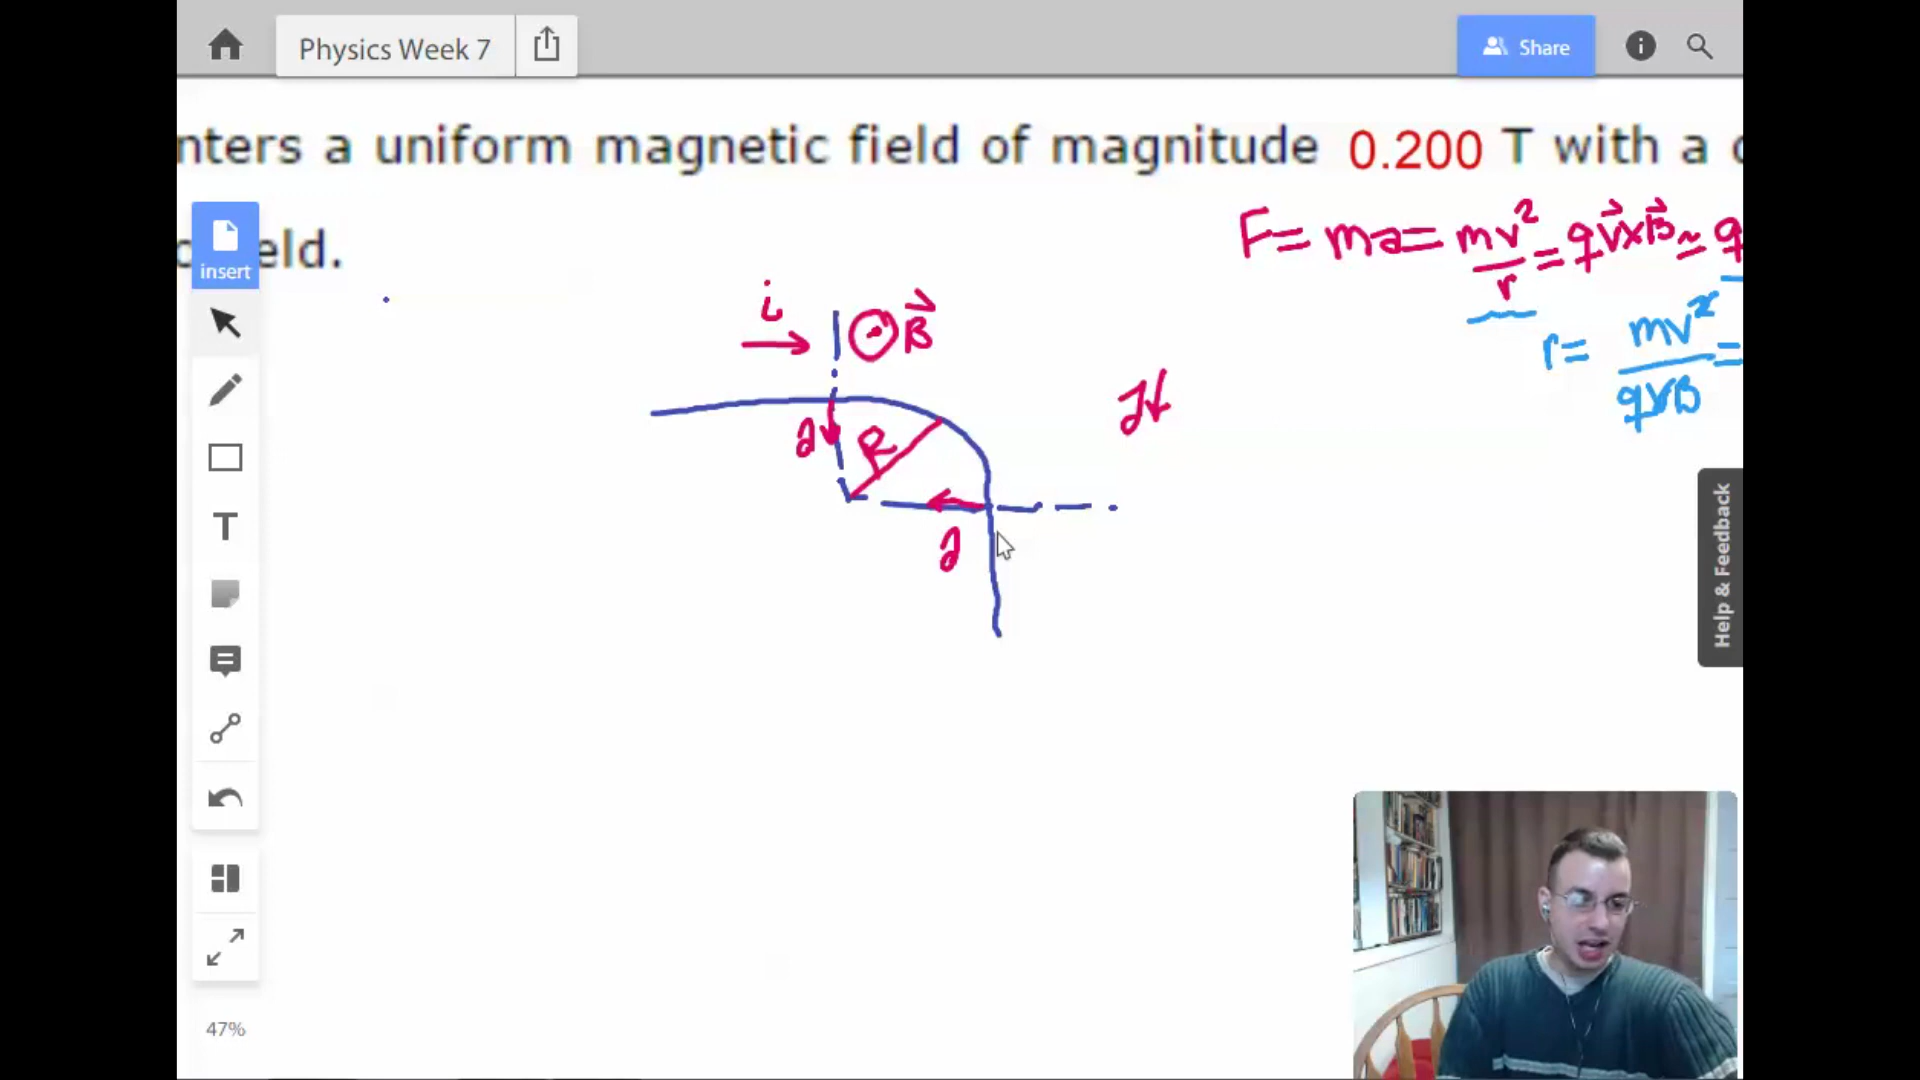 Physics Week 7
Share
nters a uniform magnetic field of magnitude 0.200 T with a
eld.
insert
F = ma = mv²/r = qv⃗×B⃗ = q
i
B⃗
r = mv²/qvB =
a
R
a
a
T
Help & Feedback
47%